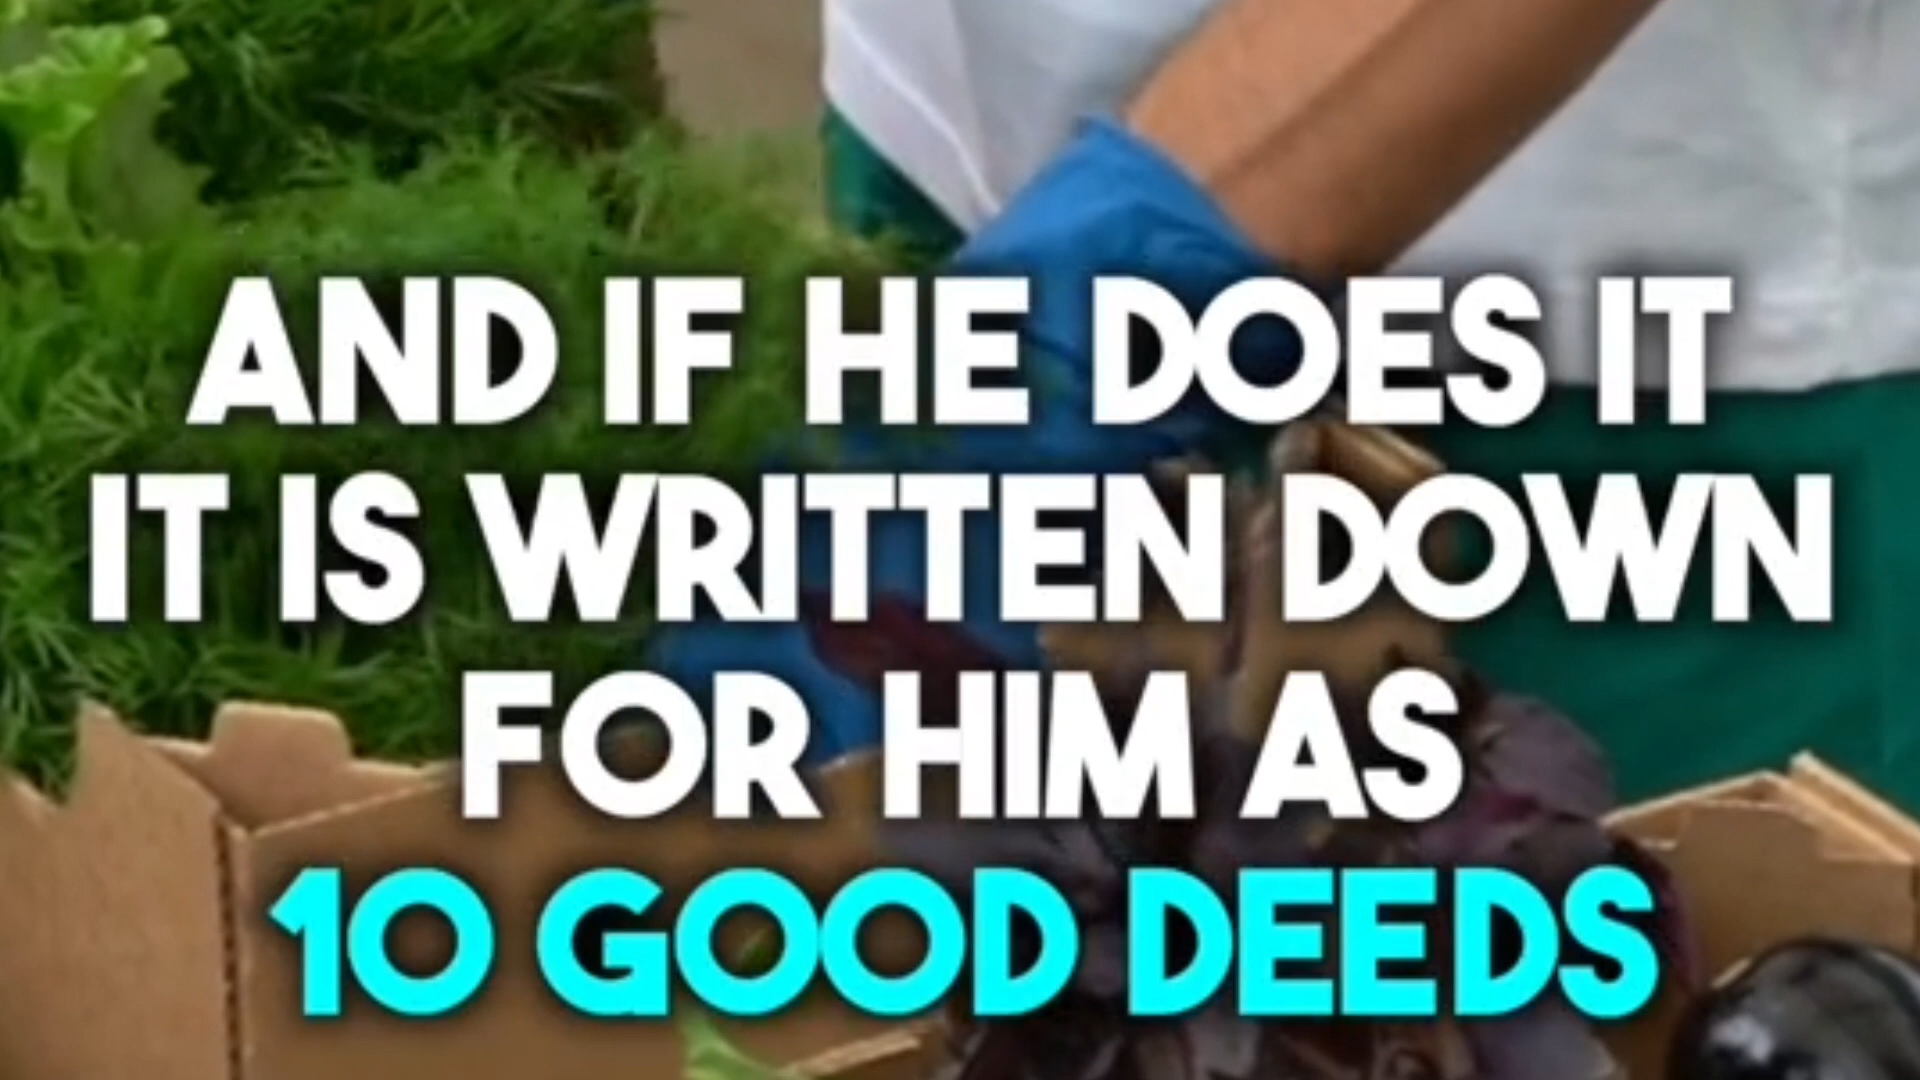 AND IF HE DOES IT
IT IS WRITTEN DOWN
FOR HIM AS
10 GOOD DEEDS